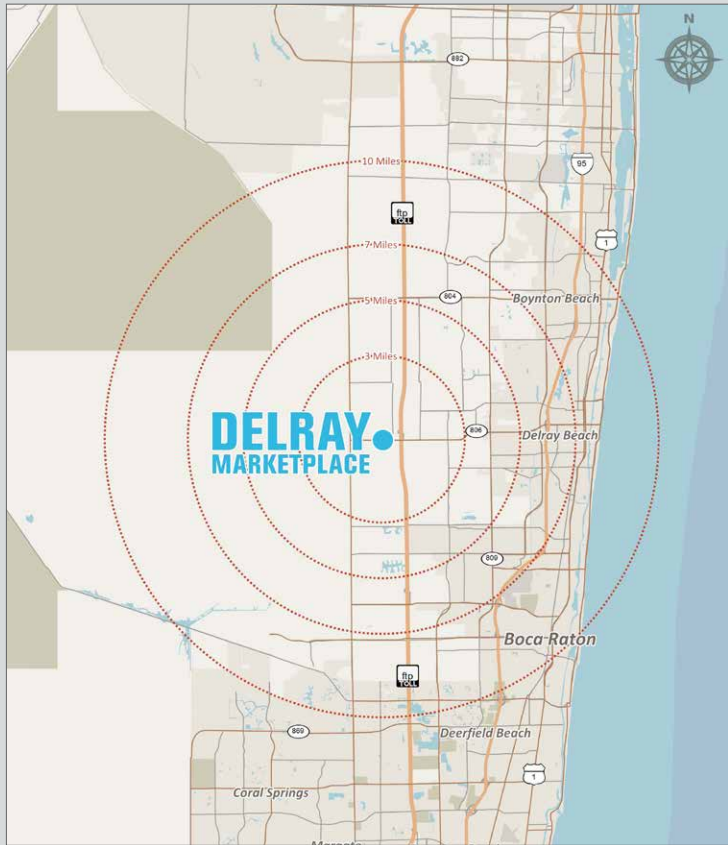 N
882
10 Miles
95
ftp
TOLL
1
7 Miles
804
Boynton Beach
5 Miles
3 Miles
DELRAY
MARKETPLACE
806
Delray Beach
809
Boca Raton
ftp
TOLL
869
Deerfield Beach
1
Coral Springs